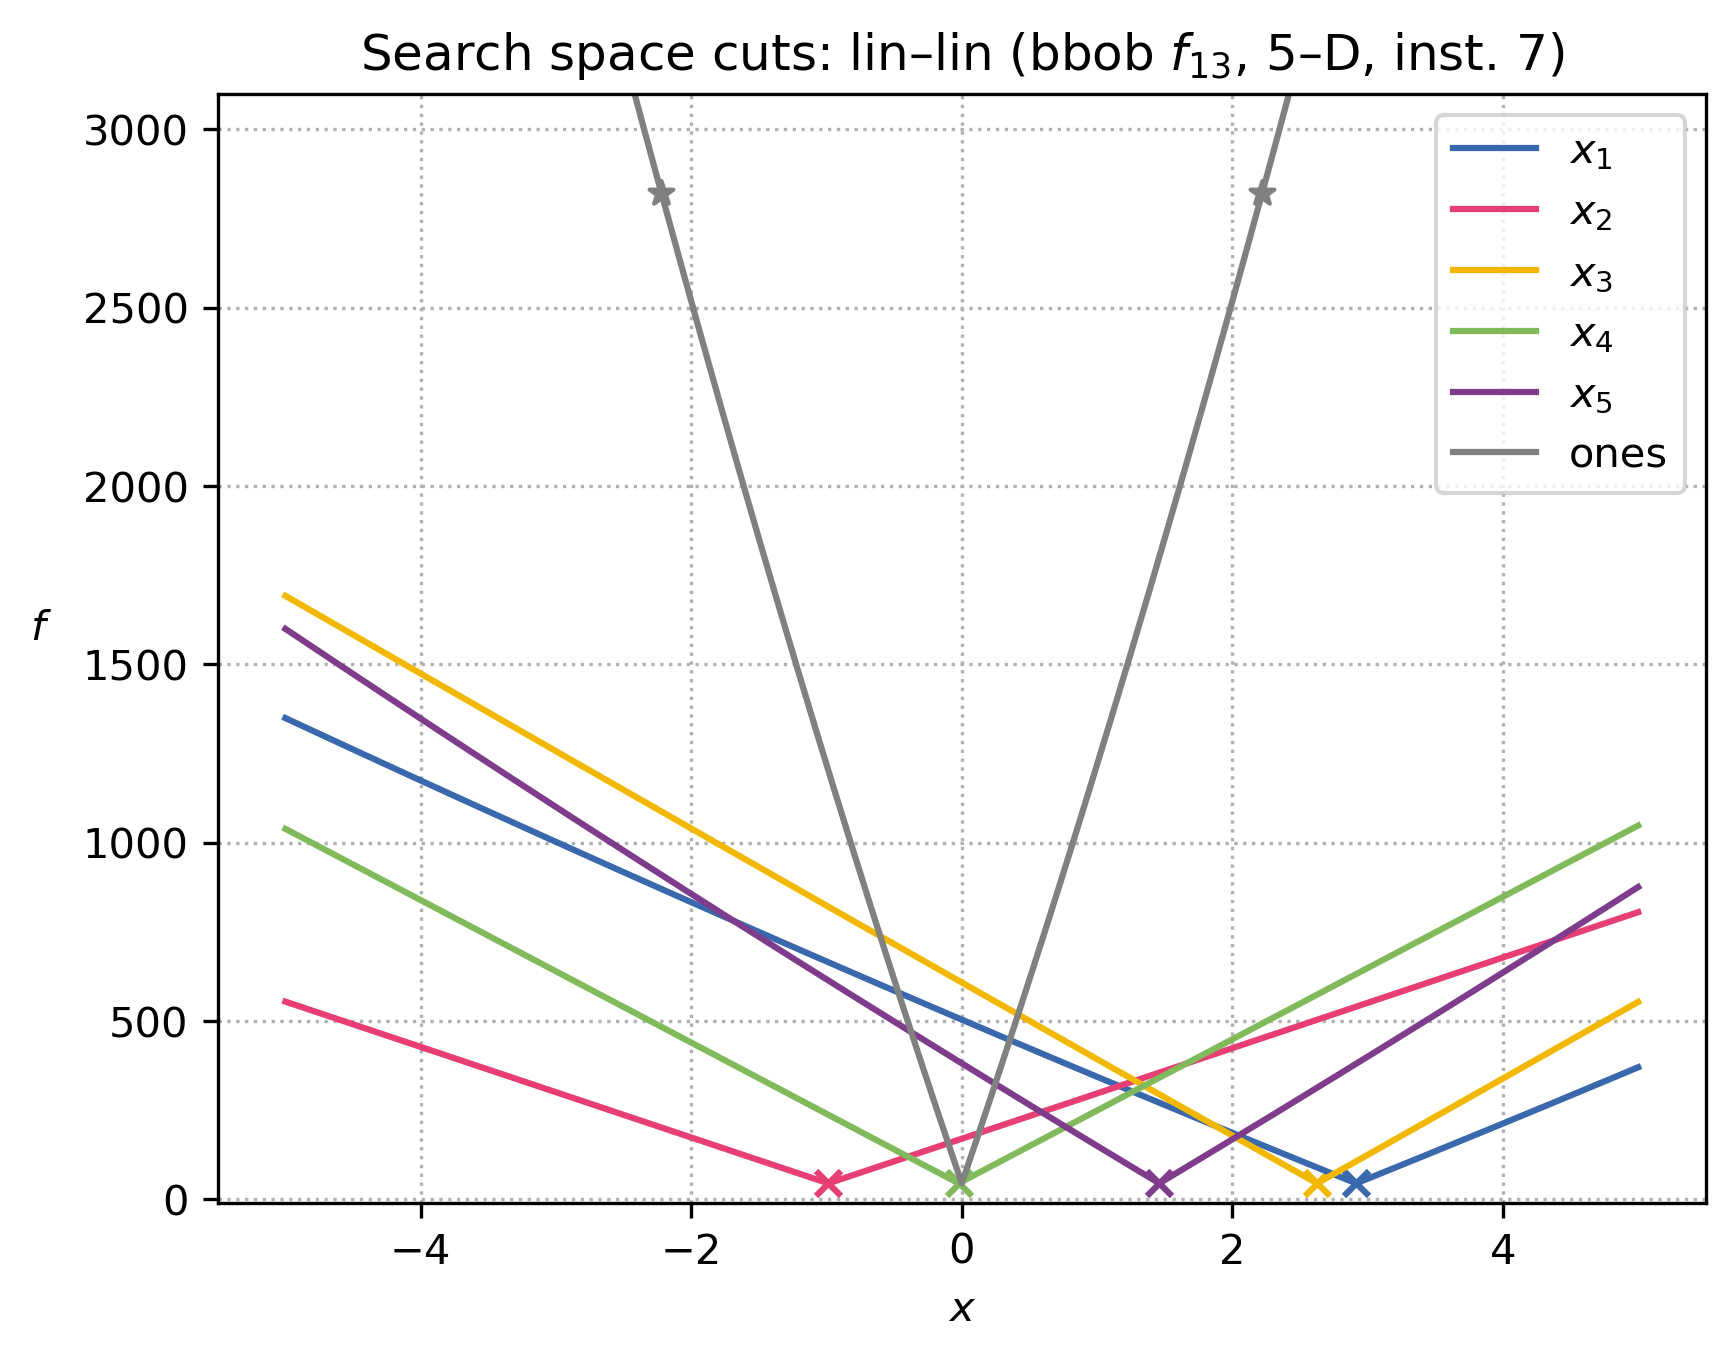 Search space cuts: lin–lin (bbob f₁₃, 5–D, inst. 7)
3000
2500
2000
1500
1000
500
0
f
−4
−2
0
2
4
x
x₁
x₂
x₃
x₄
x₅
ones